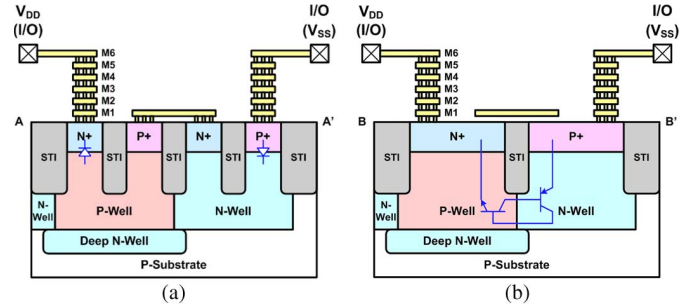 VDD
(I/O)
I/O
(VSS)
M6
M5
M4
M3
M2
M1
A
A'
N+
P+
N+
P+
STI
STI
STI
STI
STI
N-
Well
P-Well
N-Well
Deep N-Well
P-Substrate
(a)
VDD
(I/O)
I/O
(VSS)
M6
M5
M4
M3
M2
M1
B
B'
N+
P+
STI
STI
STI
N-
Well
P-Well
N-Well
Deep N-Well
P-Substrate
(b)